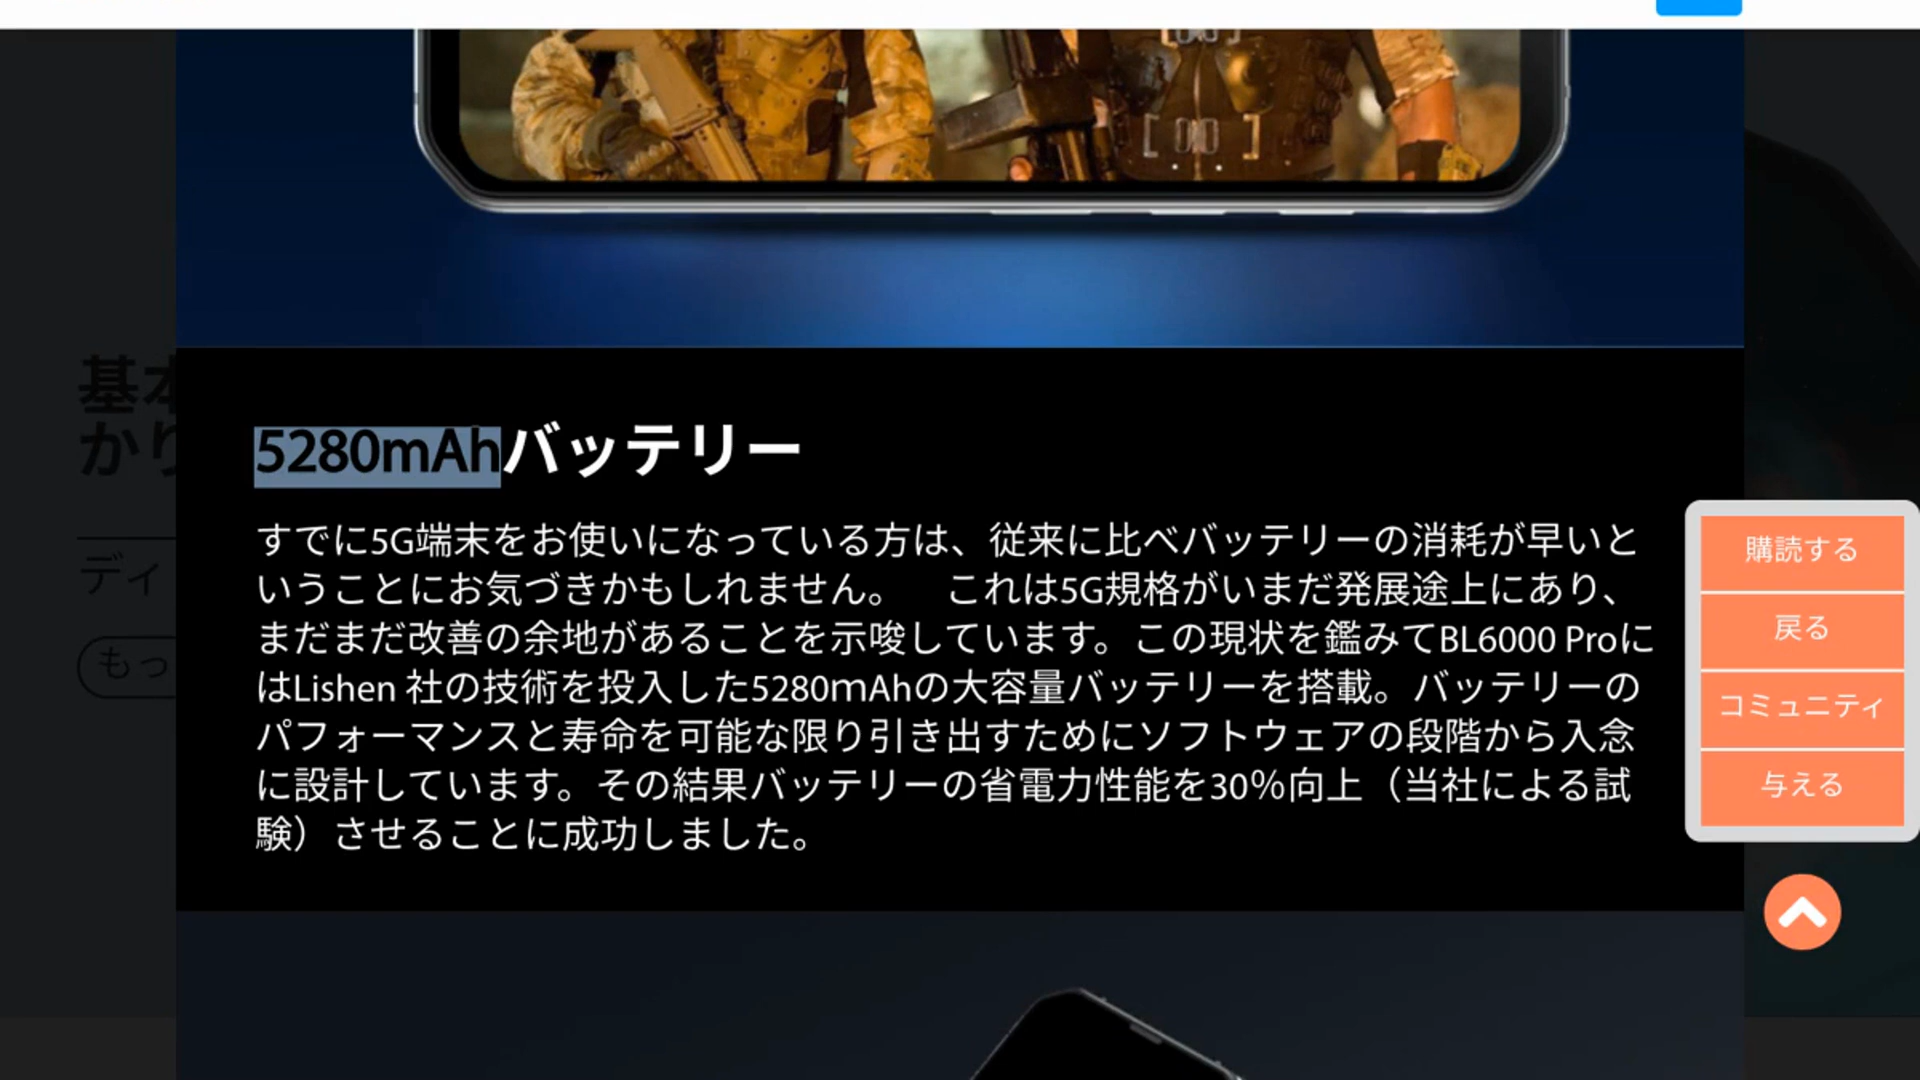 基本
かり
ディ
もっ
5280mAhバッテリー
すでに5G端末をお使いになっている方は、従来に比べバッテリーの消耗が早いと
いうことにお気づきかもしれません。　これは5G規格がいまだ発展途上にあり、
まだまだ改善の余地があることを示唆しています。この現状を鑑みてBL6000 Proに
はLishen 社の技術を投入した5280mAhの大容量バッテリーを搭載。バッテリーの
パフォーマンスと寿命を可能な限り引き出すためにソフトウェアの段階から入念
に設計しています。その結果バッテリーの省電力性能を30%向上（当社による試
験）させることに成功しました。
購読する
戻る
コミュニティ
与える